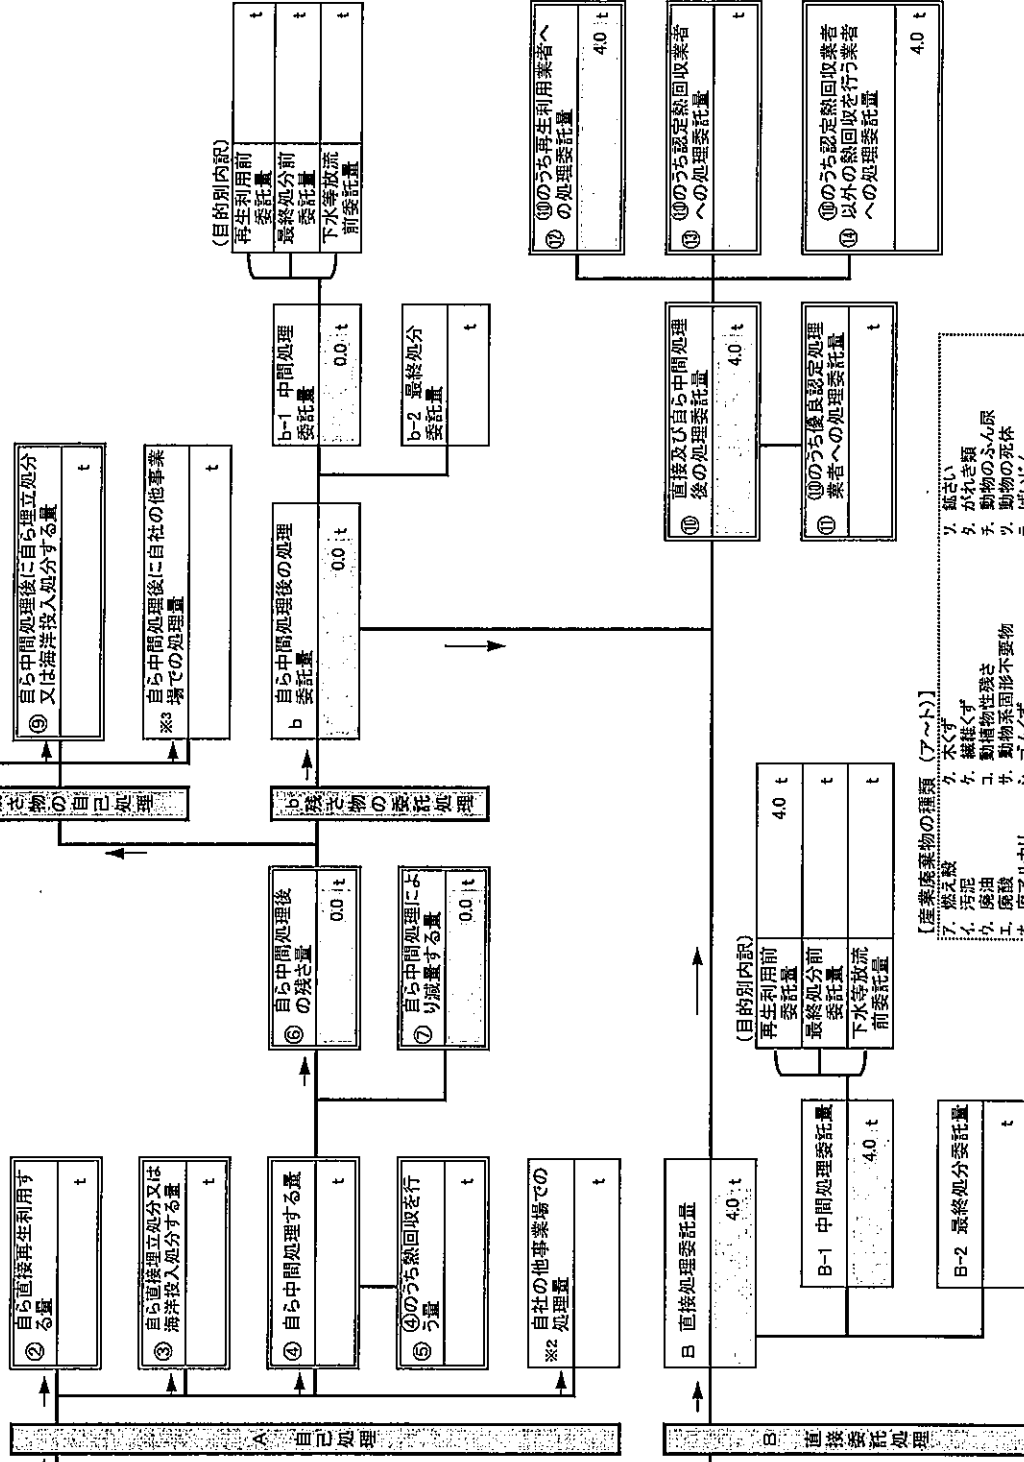 A 自己処理
② 自ら直接再生利用す
る量
t
③ 自ら直接埋立処分又は
海洋投入処分する量
t
④ 自ら中間処理する量
t
⑤ ④のうち熱回収を行
う量
t
※2 自社の他事業場での
処理量
t
⑥ 自ら中間処理後
の残さ量
0.0 t
⑦ 自ら中間処理によ
り減量する量
0.0 t
さ物の自己処理
⑨ 自ら中間処理後に自ら埋立処分
又は海洋投入処分する量
t
※3 自ら中間処理後に自社の他事業
場での処理量
t
b 残さ物の委託処理
b 自ら中間処理後の処理
委託量
0.0 t
b-1 中間処理
委託量
0.0 t
b-2 最終処分
委託量
t
(目的別内訳)
再生利用前
委託量
t
最終処分前
委託量
t
下水等放流
前委託量
t
B 直接委託処理
B 直接処理委託量
4.0 t
B-1 中間処理委託量
4.0 t
B-2 最終処分委託量
t
(目的別内訳)
再生利用前
委託量
4.0 t
最終処分前
委託量
t
下水等放流
前委託量
t
⑩ 直接及び自ら中間処理
後の処理委託量
4.0 t
⑪ ⑩のうち優良認定処理
業者への処理委託量
t
⑫ ⑩のうち再生利用業者へ
の処理委託量
4.0 t
⑬ ⑩のうち認定熱回収業者
への処理委託量
t
⑭ ⑩のうち認定熱回収業者
以外の熱回収を行う業者
への処理委託量
4.0 t
[産業廃棄物の種類 (ア~ト)]
ア. 燃え殻
イ. 汚泥
ウ. 廃油
エ. 廃酸
ク. 木くず
ケ. 繊維くず
コ. 動植物性残さ
サ. 動物系固形不要物
ソ. 鉱さい
タ. がれき類
チ. 動物のふん尿
ツ. 動物の死体